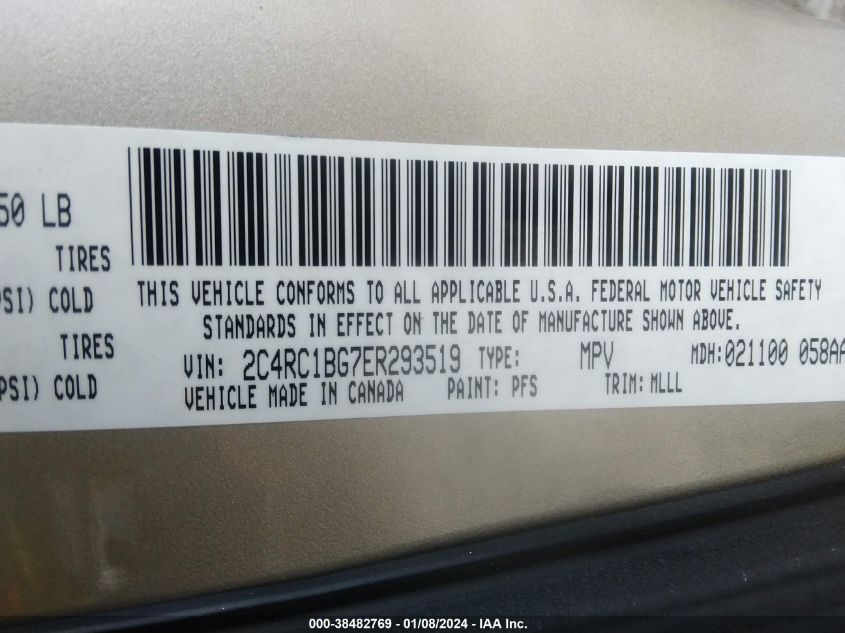 50 LB
TIRES
PSI) COLD
TIRES
PSI) COLD
THIS VEHICLE CONFORMS TO ALL APPLICABLE U.S.A. FEDERAL MOTOR VEHICLE SAFETY
STANDARDS IN EFFECT ON THE DATE OF MANUFACTURE SHOWN ABOVE.
VIN: 2C4RC1BG7ER293519 TYPE: MPV MDH:021100 058AA
VEHICLE MADE IN CANADA PAINT: PFS TRIM: MLLL
000-38482769 - 01/08/2024 - IAA Inc.